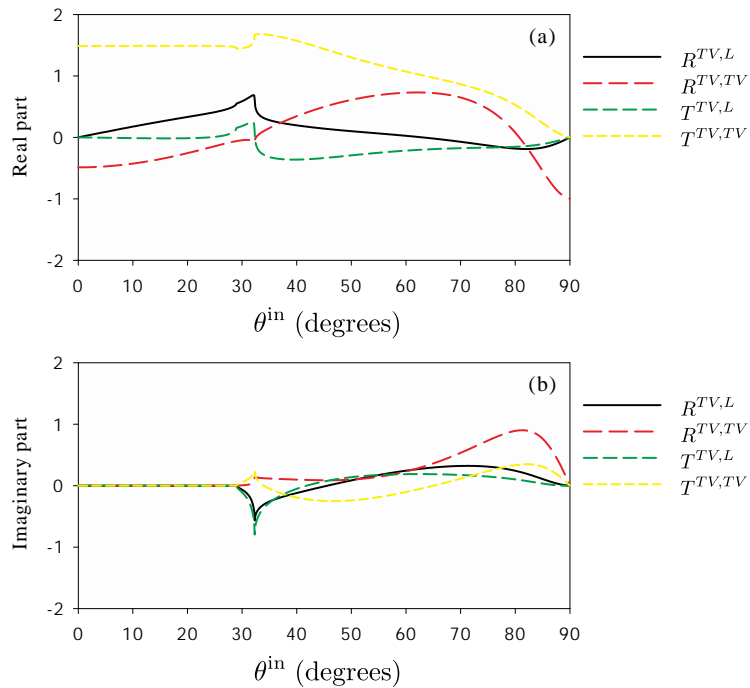 2
(a)
1
0
-1
-2
Real part
0 10 20 30 40 50 60 70 80 90
θ^in (degrees)
R^TV,L
R^TV,TV
T^TV,L
T^TV,TV
2
(b)
1
0
-1
-2
Imaginary part
0 10 20 30 40 50 60 70 80 90
θ^in (degrees)
R^TV,L
R^TV,TV
T^TV,L
T^TV,TV